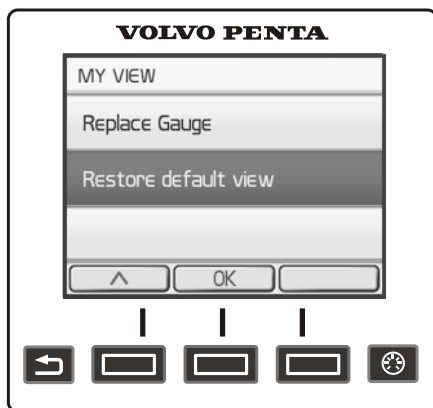 VOLVO PENTA
MY VIEW
Replace Gauge
Restore default view
OK